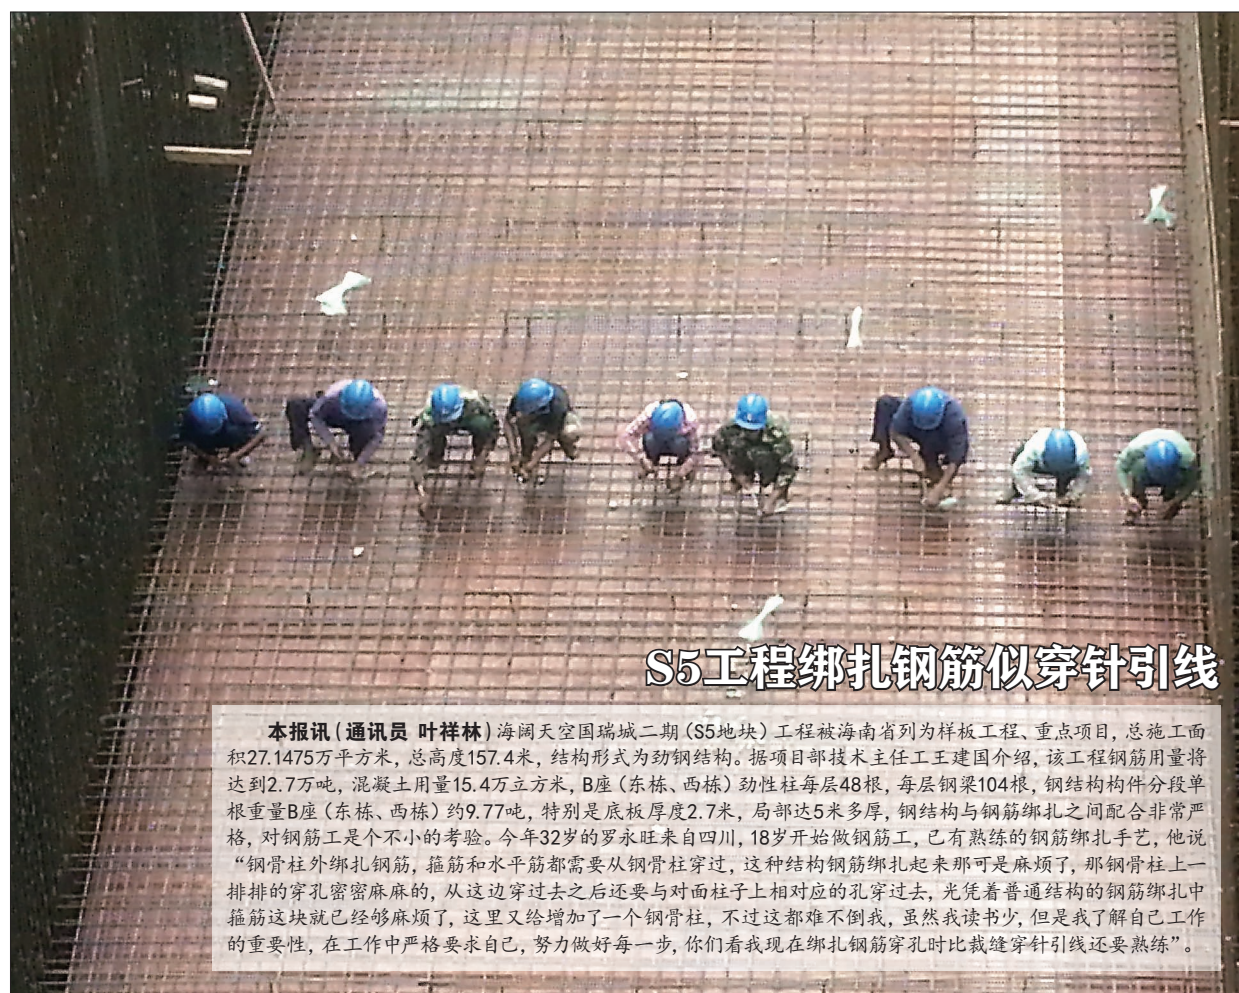 S5工程绑扎钢筋似穿针引线
本报讯（通讯员 叶祥林）海阔天空国瑞城二期（S5地块）工程被海南省列为样板工程、重点项目，总施工面
积27.1475万平方米，总高度157.4米，结构形式为劲钢结构。据项目部技术主任工王建国介绍，该工程钢筋用量将
达到2.7万吨，混凝土用量15.4万立方米，B座（东栋、西栋）劲性柱每层48根，每层钢梁104根，钢结构构件分段单
根重量B座（东栋、西栋）约9.77吨，特别是底板厚度2.7米，局部达5米多厚，钢结构与钢筋绑扎之间配合非常严
格，对钢筋工是个不小的考验。今年32岁的罗永旺来自四川，18岁开始做钢筋工，已有熟练的钢筋绑扎手艺，他说
“钢骨柱外绑扎钢筋，箍筋和水平筋都需要从钢骨柱穿过，这种结构钢筋绑扎起来那可是麻烦了，那钢骨柱上一
排排的穿孔密密麻麻的，从这边穿过去之后还要与对面柱子上相对应的孔穿过去，光凭着普通结构的钢筋绑扎中
箍筋这块就已经够麻烦了，这里又给增加了一个钢骨柱，不过这都难不倒我，虽然我读书少，但是我了解自己工作
的重要性，在工作中严格要求自己，努力做好每一步，你们看我现在绑扎钢筋穿孔时比裁缝穿针引线还要熟练”。